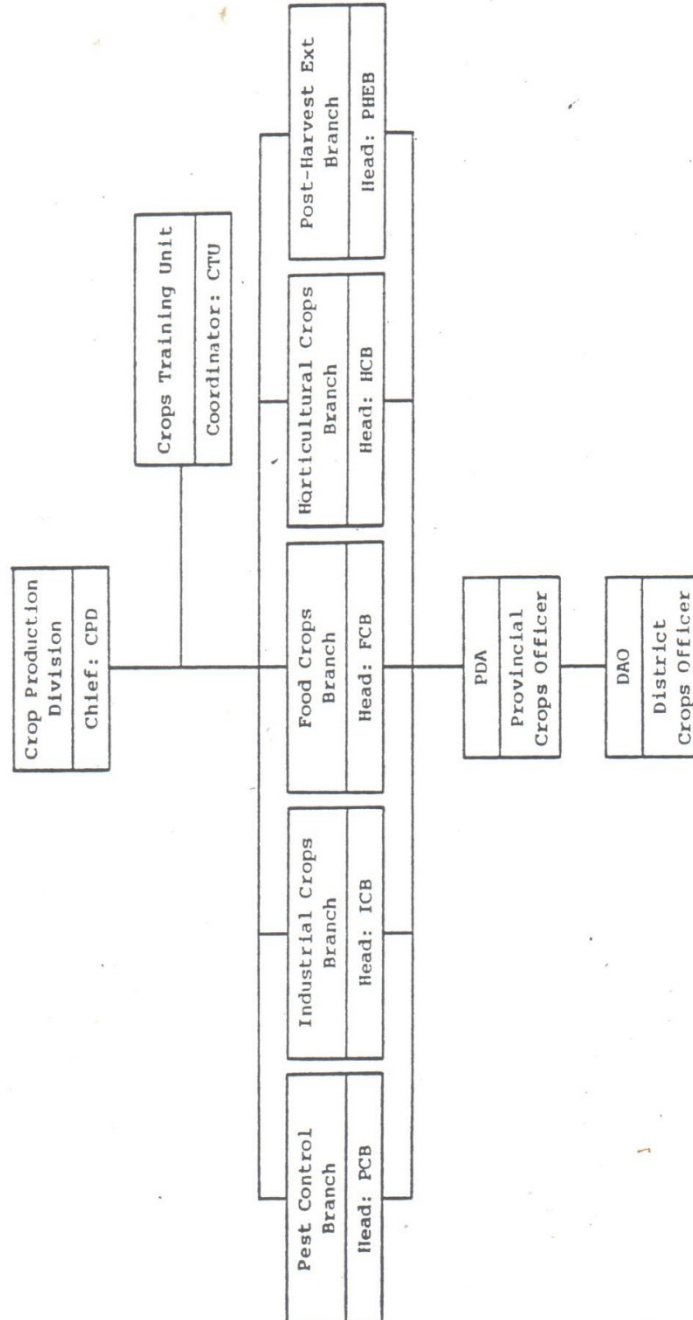 Crop Production
Division
Chief: CPD
Crops Training Unit
Coordinator: CTU
Pest Control
Branch
Head: PCB
Industrial Crops
Branch
Head: ICB
Food Crops
Branch
Head: FCB
Horticultural Crops
Branch
Head: HCB
Post-Harvest Ext
Branch
Head: PHEB
PDA
Provincial
Crops Officer
DAO
District
Crops Officer